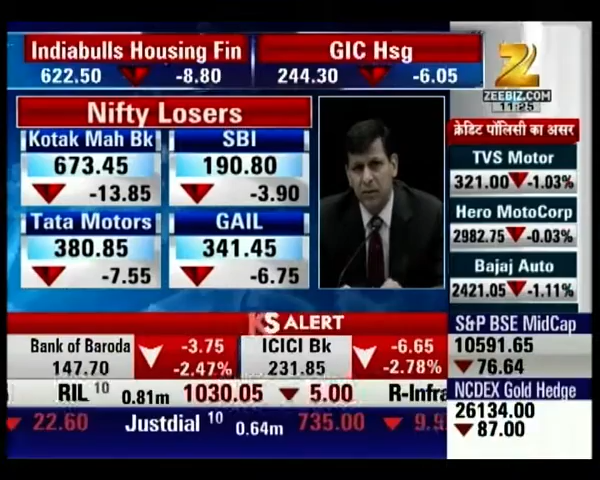 Indiabulls Housing Fin
622.50 -8.80
GIC Hsg
244.30 -6.05
ZEEBIZ.COM
11:25
Nifty Losers
Kotak Mah Bk
673.45
-13.85
SBI
190.80
-3.90
Tata Motors
380.85
-7.55
GAIL
341.45
-6.75
क्रेडिट पॉलिसी का असर
TVS Motor
321.00 -1.03%
Hero MotoCorp
2982.75 -0.03%
Bajaj Auto
2421.05 -1.11%
S&P BSE MidCap
10591.65
76.64
NCDEX Gold Hedge
26134.00
87.00
KS ALERT
Bank of Baroda
147.70
-3.75
-2.47%
ICICI Bk
231.85
-6.65
-2.78%
RIL 10 0.81m 1030.05 5.00 R-Infra
22.60 Justdial 10 0.64m 735.00 9.9